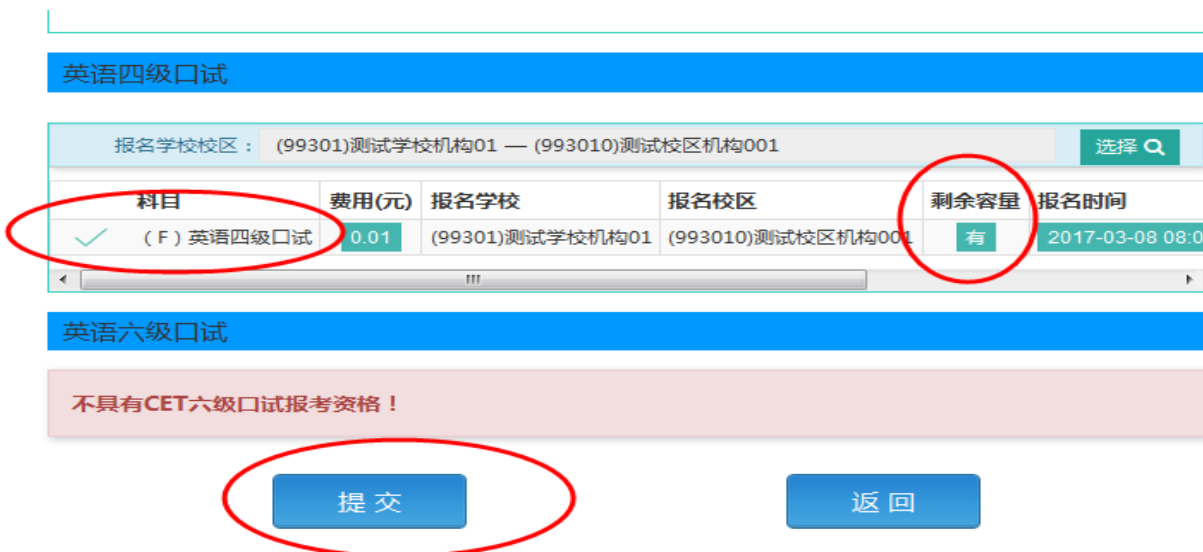 英语四级口试
报名学校校区： (99301)测试学校机构01 — (993010)测试校区机构001 选择
科目 费用(元) 报名学校 报名校区 剩余容量 报名时间
（F）英语四级口试 0.01 (99301)测试学校机构01 (993010)测试校区机构001 有 2017-03-08 08:0
英语六级口试
不具有CET六级口试报考资格！
提 交 返 回